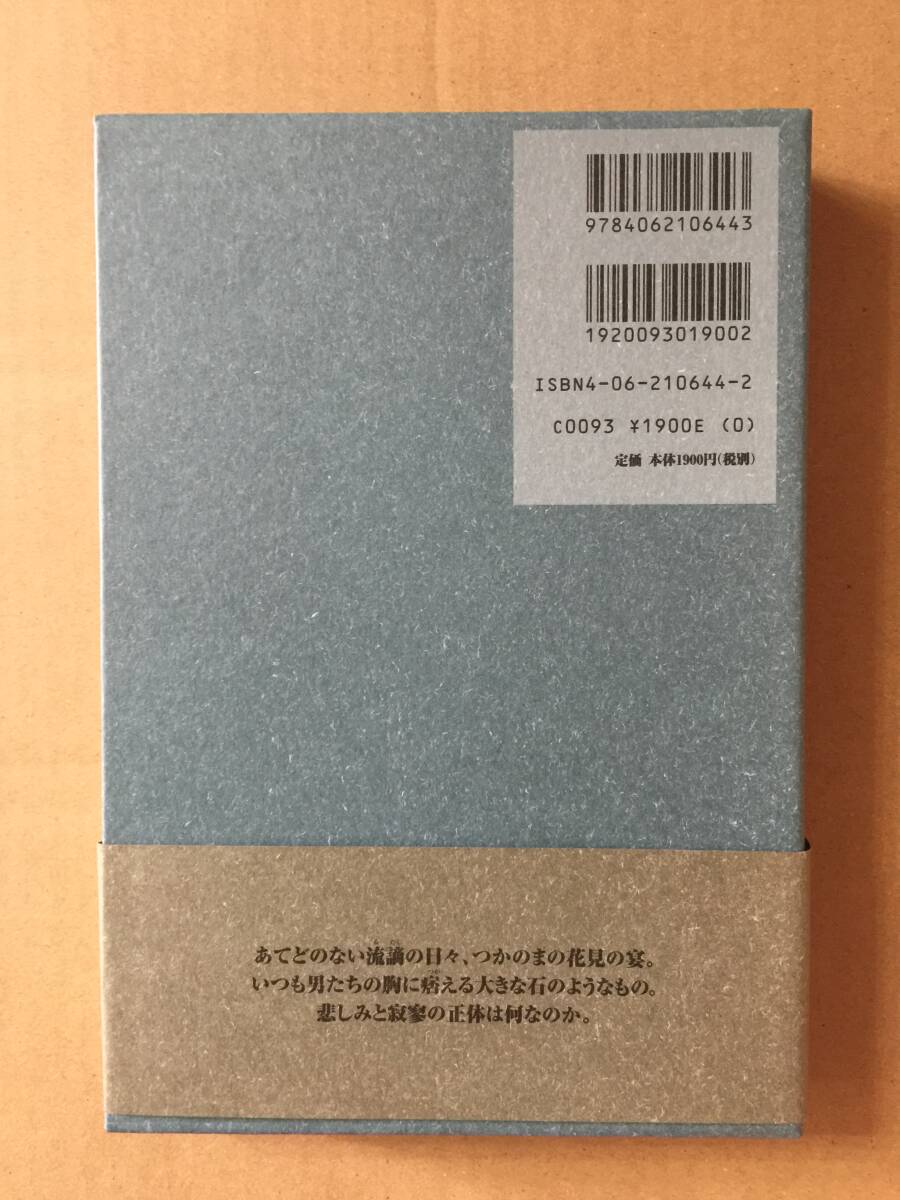 9784062106443
1920093019002
ISBN4-06-210644-2
C0093 ¥1900E (0)
定価 本体1900円(税別)
あてどのない流謫の日々、つかのまの花見の宴。
いつも男たちの胸に痞える大きな石のようなもの。
悲しみと寂寥の正体は何なのか。